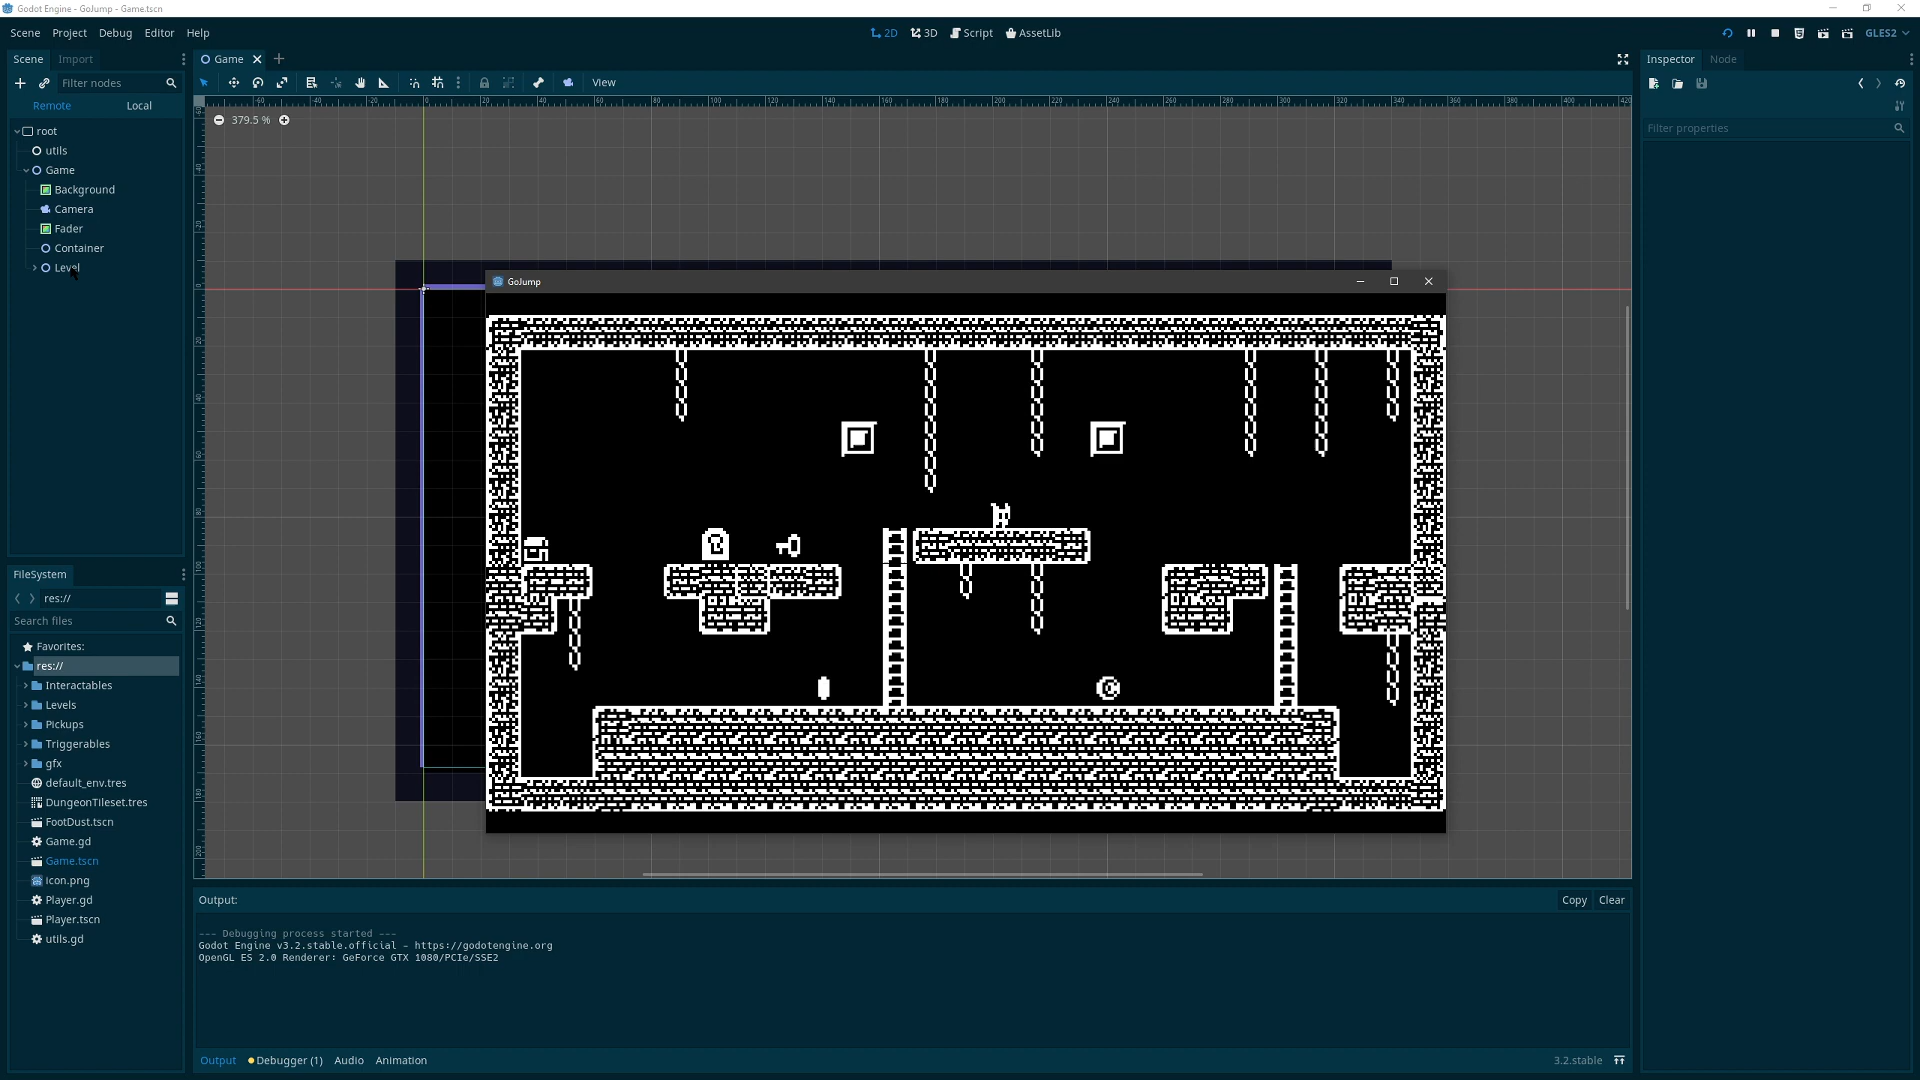 Godot Engine - GoJump - Game.tscn
Scene Project Debug Editor Help
2D 3D Script AssetLib
GLES2
Scene Import
Game
Inspector Node
Filter nodes
View
Remote Local
379.5 %
Filter properties
root
utils
Game
Background
Camera
Fader
Container
Level
GoJump
FileSystem
res://
Search files
Favorites:
res://
Interactables
Levels
Pickups
Triggerables
gfx
default_env.tres
DungeonTileset.tres
FootDust.tscn
Game.gd
Game.tscn
icon.png
Player.gd
Player.tscn
utils.gd
Output:
Copy Clear
--- Debugging process started ---
Godot Engine v3.2.stable.official - https://godotengine.org
OpenGL ES 2.0 Renderer: GeForce GTX 1080/PCIe/SSE2
Output Debugger (1) Audio Animation
3.2.stable